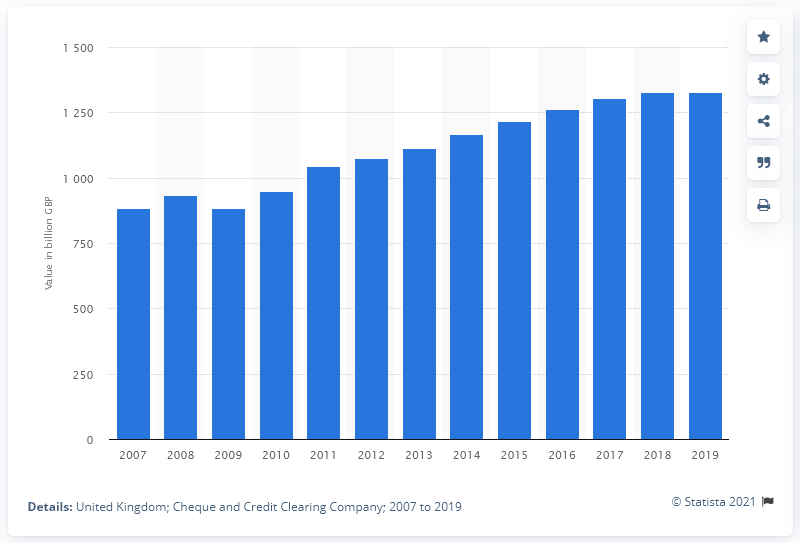 1 500
1 250
1 000
750
500
250
0
Value in billion GBP
2007 2008 2009 2010 2011 2012 2013 2014 2015 2016 2017 2018 2019
Details: United Kingdom; Cheque and Credit Clearing Company; 2007 to 2019
© Statista 2021